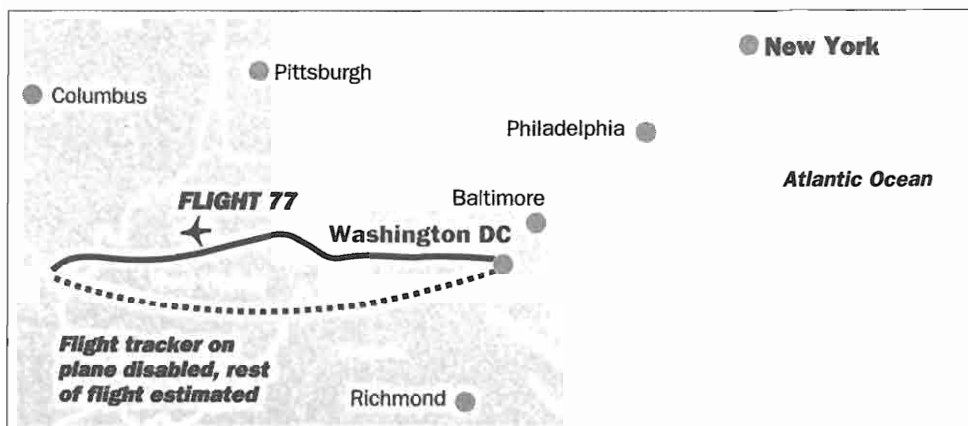 New York
Pittsburgh
Columbus
Philadelphia
Atlantic Ocean
FLIGHT 77
Baltimore
Washington DC
Flight tracker on
plane disabled, rest
of flight estimated
Richmond